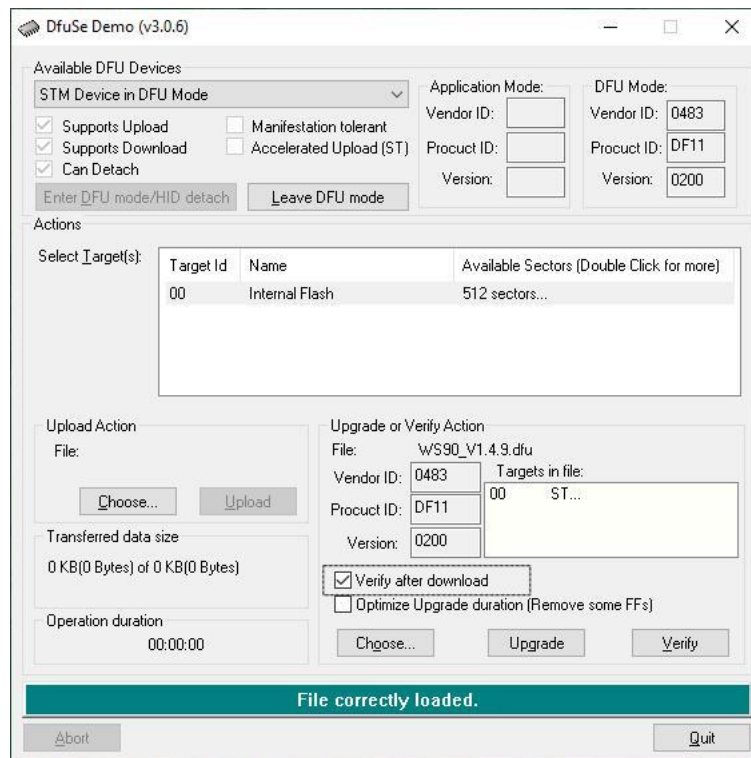 DfuSe Demo (v3.0.6)
Available DFU Devices
STM Device in DFU Mode
Supports Upload
Manifestation tolerant
Supports Download
Accelerated Upload (ST)
Can Detach
Enter DFU mode/HID detach
Leave DFU mode
Application Mode:
Vendor ID:
Procuct ID:
Version:
DFU Mode:
Vendor ID: 0483
Procuct ID: DF11
Version: 0200
Actions
Select Target(s):
Target Id Name Available Sectors (Double Click for more)
00 Internal Flash 512 sectors...
Upload Action
File:
Choose... Upload
Transferred data size
0 KB(0 Bytes) of 0 KB(0 Bytes)
Operation duration
00:00:00
Upgrade or Verify Action
File: WS90_V1.4.9.dfu
Vendor ID: 0483
Procuct ID: DF11
Version: 0200
Targets in file:
00 ST...
Verify after download
Optimize Upgrade duration (Remove some FFs)
Choose... Upgrade Verify
File correctly loaded.
Abort Quit